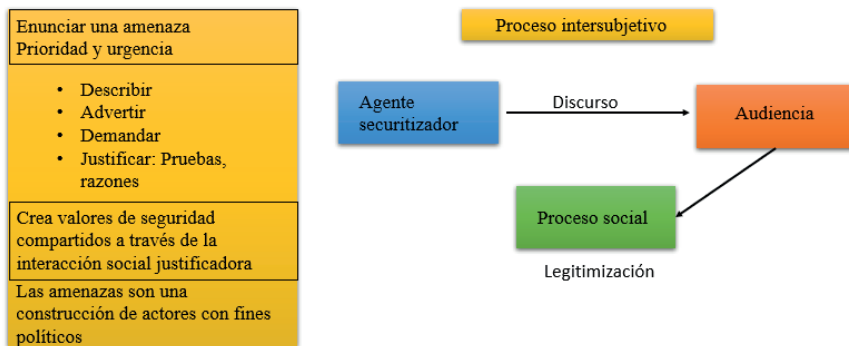 Enunciar una amenaza
Prioridad y urgencia
• Describir
• Advertir
• Demandar
• Justificar: Pruebas,
razones
Crea valores de seguridad
compartidos a través de la
interacción social justificadora
Las amenazas son una
construcción de actores con fines
políticos
Proceso intersubjetivo
Agente
securitizador
Discurso
Audiencia
Proceso social
Legitimización